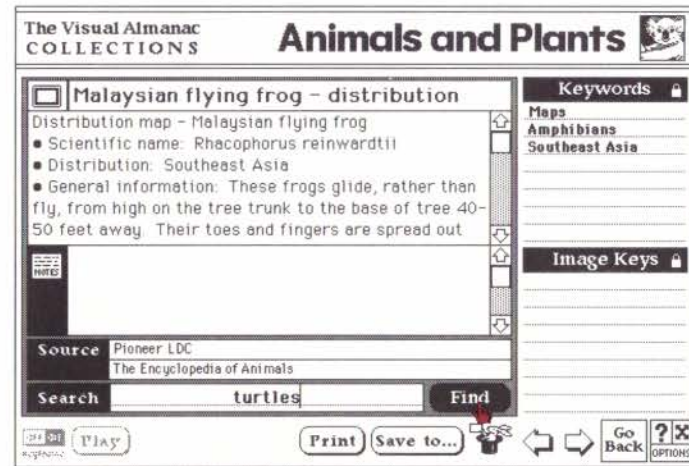 The Visual Almanac
COLLECTIONS
Animals and Plants
Malaysian flying frog - distribution
Distribution map - Malaysian flying frog
• Scientific name: Rhacophorus reinwardtii
• Distribution: Southeast Asia
• General information: These frogs glide, rather than
fly, from high on the tree trunk to the base of tree 40-
50 feet away. Their toes and fingers are spread out
NOTES
Source
Pioneer LDC
The Encyclopedia of Animals
Search
turtles
Find
Keywords
Maps
Amphibians
Southeast Asia
Image Keys
Play
Print
Save to...
Go
Back
?
OPTIONS